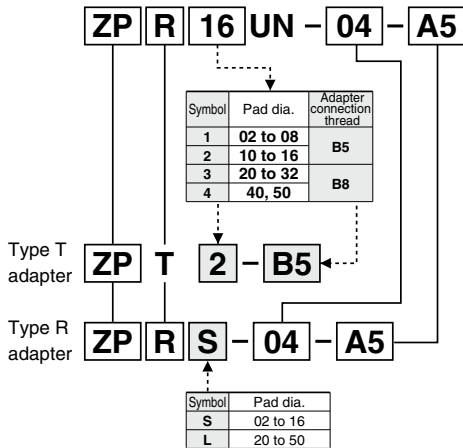 ZP R 16 UN – 04 – A5
Symbol Pad dia. Adapter connection thread
1 02 to 08 B5
2 10 to 16
3 20 to 32 B8
4 40, 50
Type T adapter ZP T 2 – B5
Type R adapter ZP R S – 04 – A5
Symbol Pad dia.
S 02 to 16
L 20 to 50